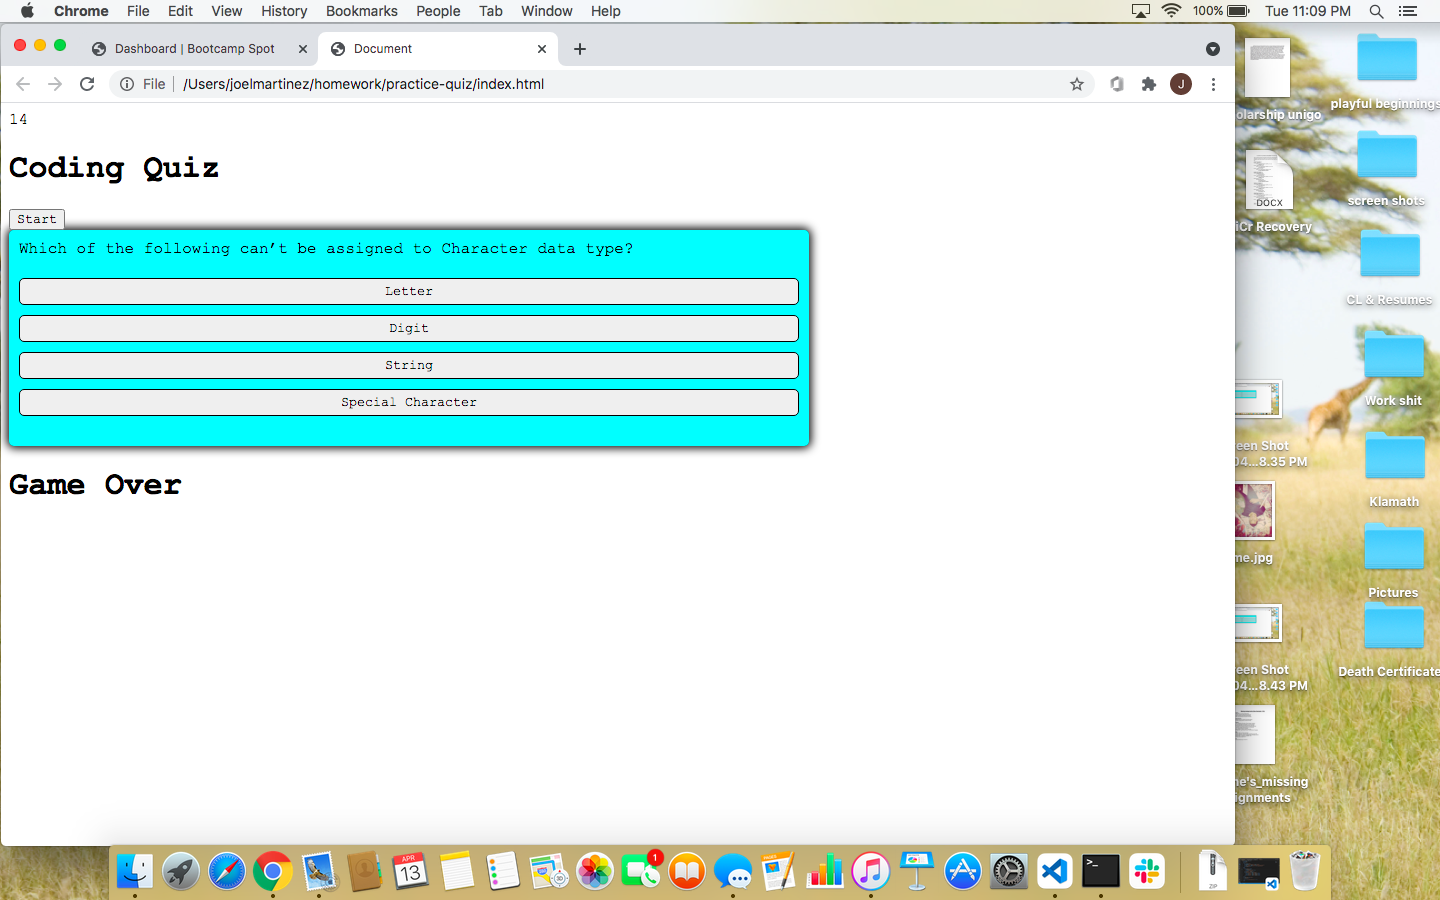 Chrome File Edit View History Bookmarks People Tab Window Help 100% Tue 11:09 PM
Dashboard | Bootcamp Spot
Document
File /Users/joelmartinez/homework/practice-quiz/index.html J
14
Coding Quiz
Start
Which of the following can’t be assigned to Character data type?
Letter
Digit
String
Special Character
Game Over
olarship unigo
playful beginnings
DOCX
iCr Recovery
screen shots
CL & Resumes
Work shit
een Shot
04...8.35 PM
Klamath
me.jpg
Pictures
een Shot
04...8.43 PM
Death Certificate
ne's_missing
ignments
APR
13
1
>_
ZIP